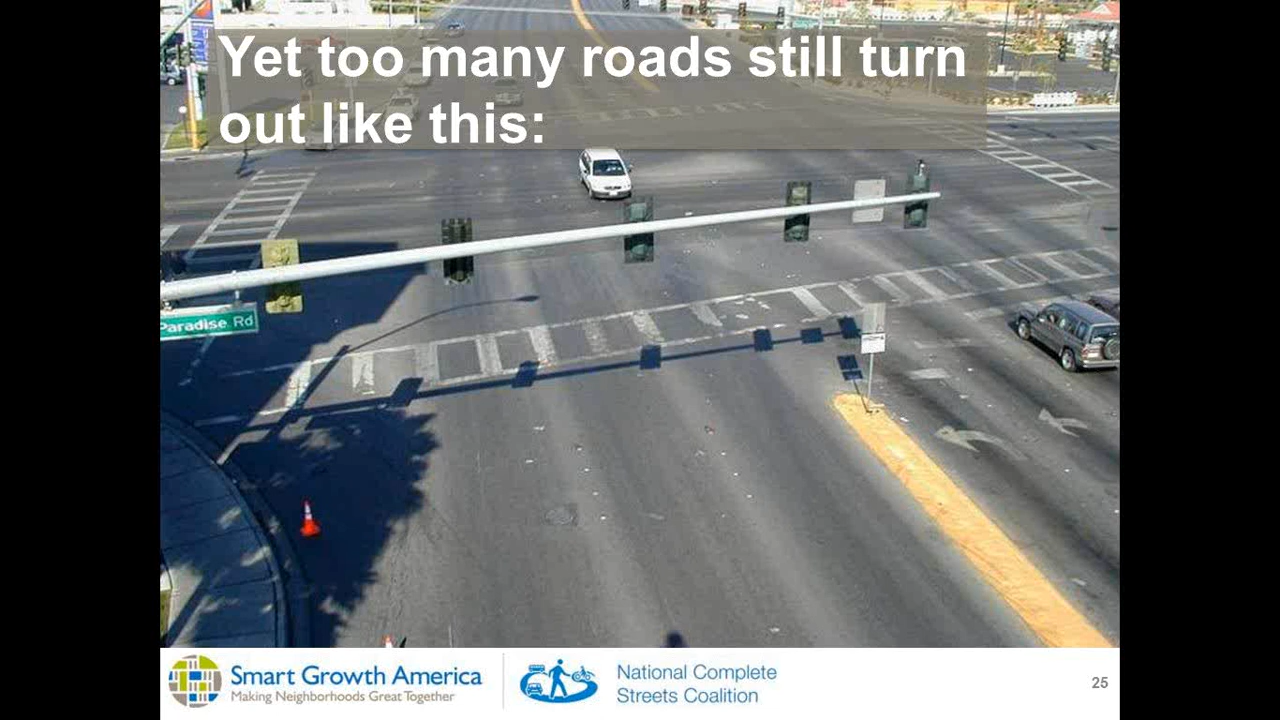 Yet too many roads still turn
out like this:
Paradise Rd
Smart Growth America
Making Neighborhoods Great Together
National Complete
Streets Coalition
25